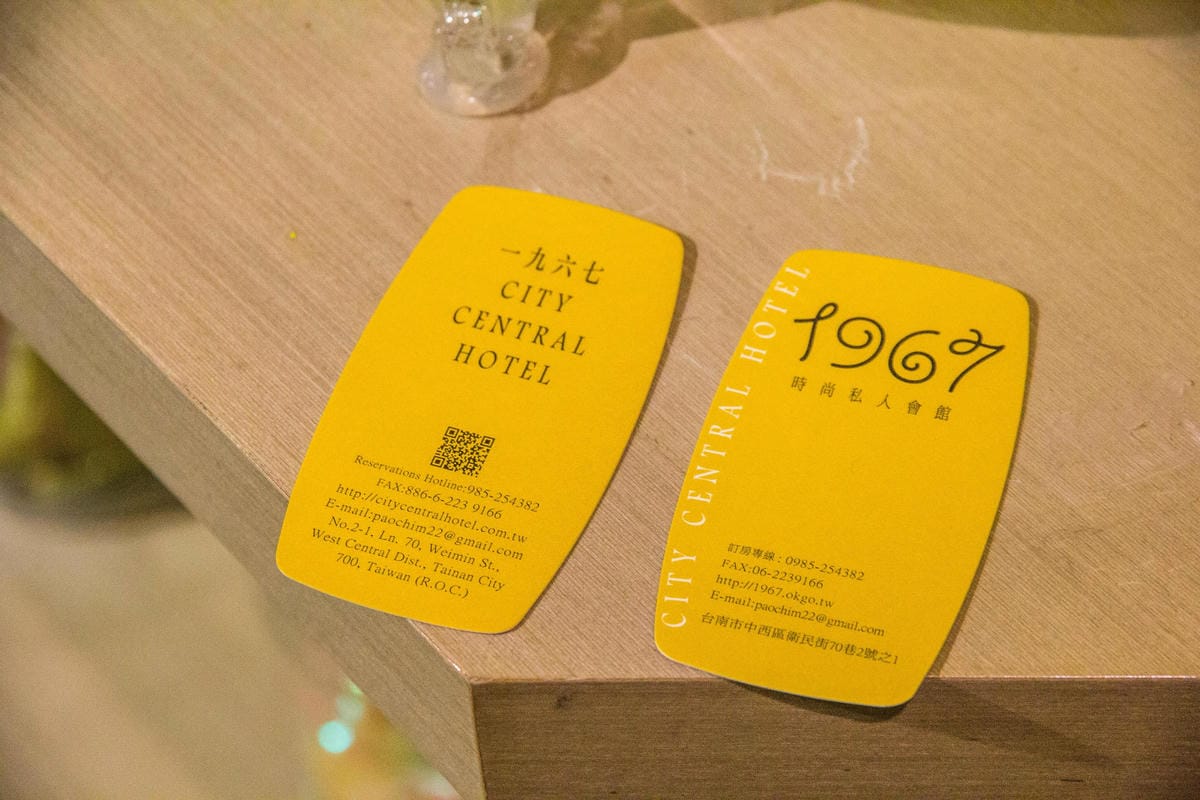 一九六七
CITY
CENTRAL
HOTEL
Reservations Hotline:985-254382
FAX:886-6-223 9166
http://citycentralhotel.com.tw
E-mail:paochim22@gmail.com
No.2-1, Ln. 70, Weimin St.,
West Central Dist., Tainan City
700, Taiwan (R.O.C.)
CITY CENTRAL HOTEL
1967
時尚私人會館
訂房專線：0985-254382
FAX:06-2239166
http://1967.okgo.tw
E-mail:paochim22@gmail.com
台南市中西區衛民街70巷2號之1